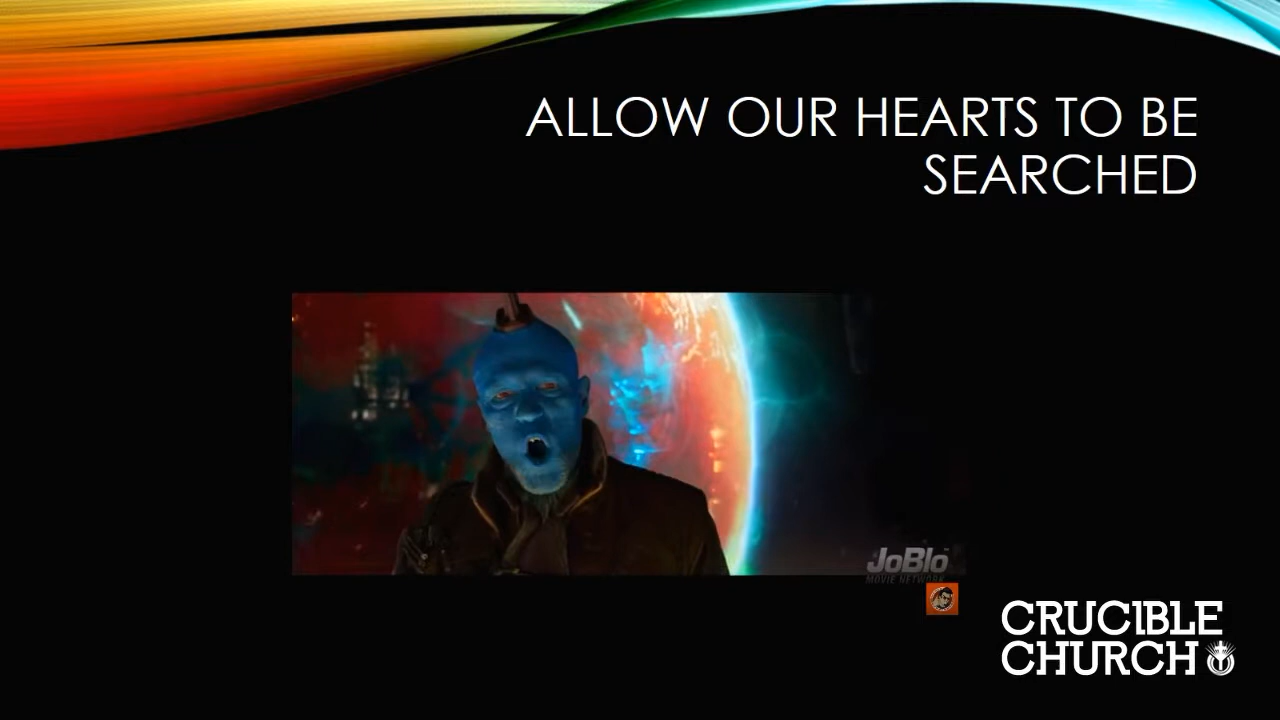 ALLOW OUR HEARTS TO BE
SEARCHED
JoBlo
MOVIE NETWORK
CRUCIBLE
CHURCH